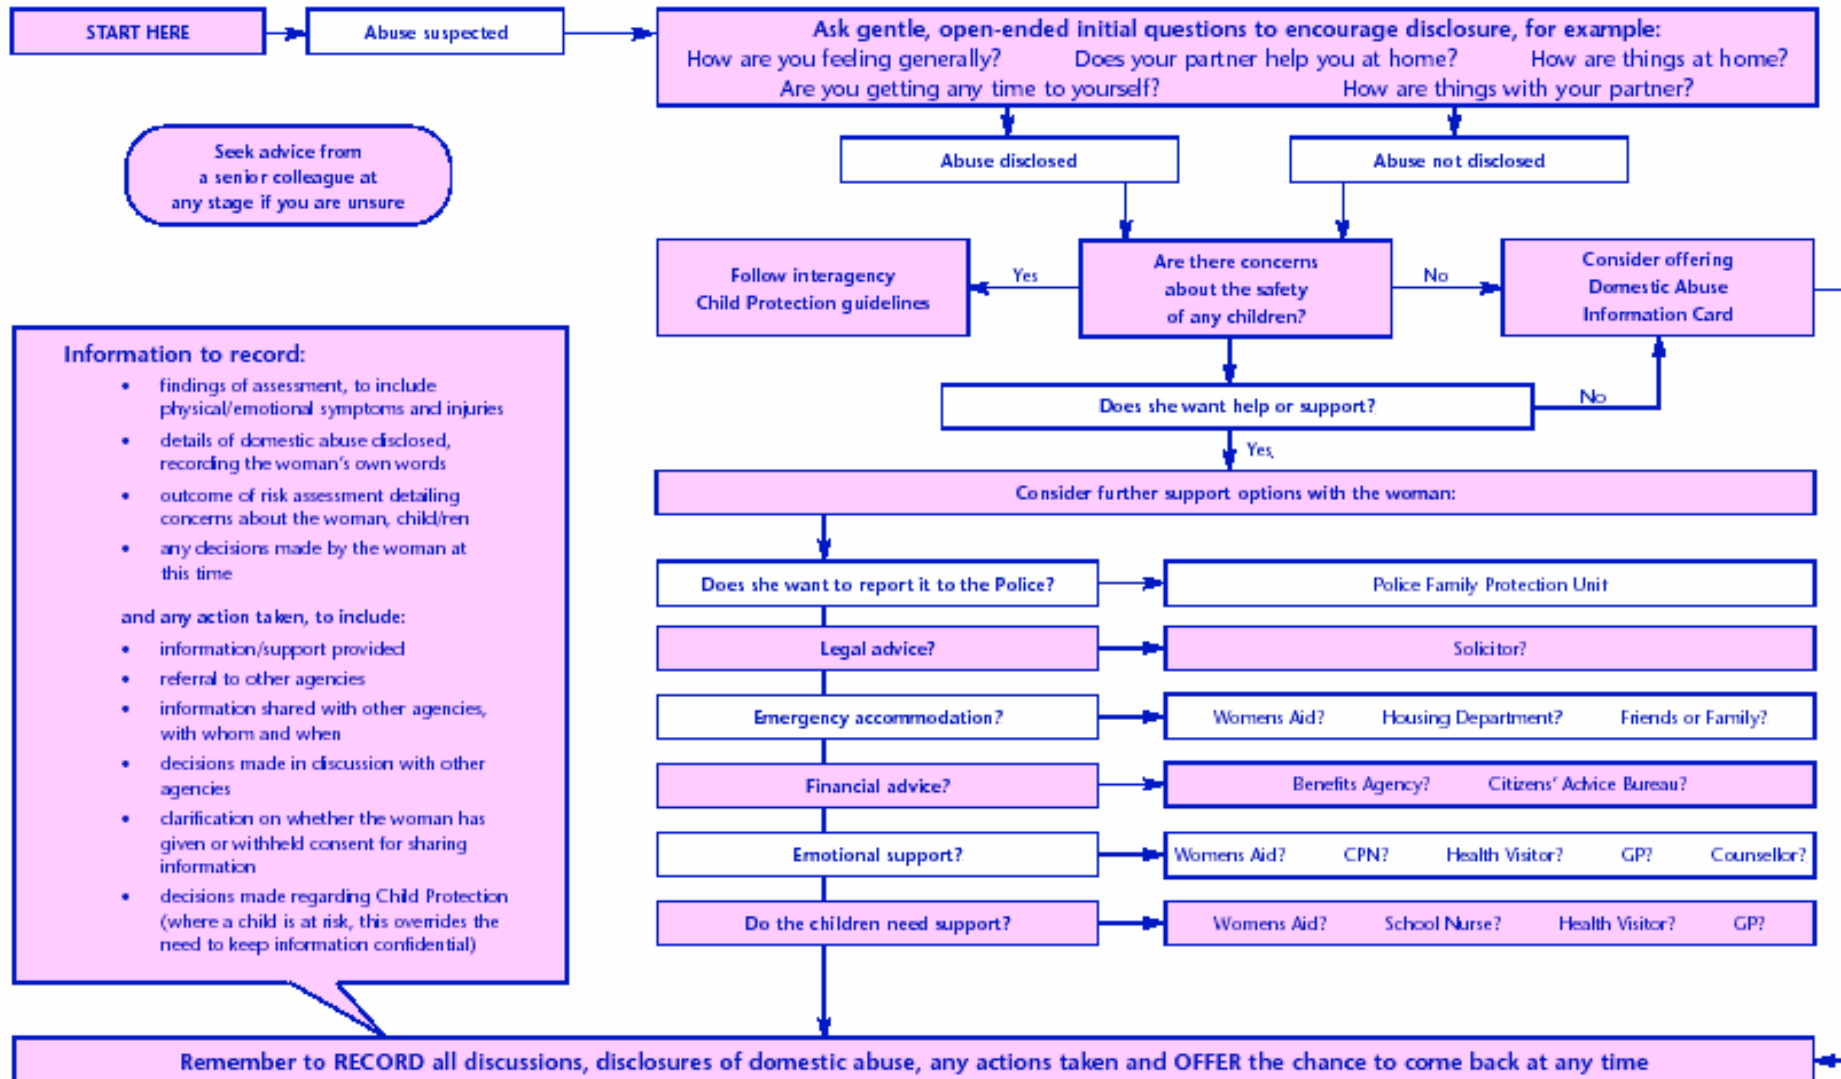 START HERE
Abuse suspected
Ask gentle, open-ended initial questions to encourage disclosure, for example:
How are you feeling generally? Does your partner help you at home? How are things at home?
Are you getting any time to yourself? How are things with your partner?
Seek advice from
a senior colleague at
any stage if you are unsure
Abuse disclosed
Abuse not disclosed
Follow interagency
Child Protection guidelines
Yes
Are there concerns
about the safety
of any children?
No
Consider offering
Domestic Abuse
Information Card
Does she want help or support?
No
Yes
Consider further support options with the woman:
Does she want to report it to the Police?
Police Family Protection Unit
Legal advice?
Solicitor?
Emergency accommodation?
Womens Aid? Housing Department? Friends or Family?
Financial advice?
Benefits Agency? Citizens' Advice Bureau?
Emotional support?
Womens Aid? CPN? Health Visitor? GP? Counsellor?
Do the children need support?
Womens Aid? School Nurse? Health Visitor? GP?
Information to record:
• findings of assessment, to include
physical/emotional symptoms and injuries
• details of domestic abuse disclosed,
recording the woman's own words
• outcome of risk assessment detailing
concerns about the woman, child/ren
• any decisions made by the woman at
this time
and any action taken, to include:
• information/support provided
• referral to other agencies
• information shared with other agencies,
with whom and when
• decisions made in discussion with other
agencies
• clarification on whether the woman has
given or withheld consent for sharing
information
• decisions made regarding Child Protection
(where a child is at risk, this overrides the
need to keep information confidential)
Remember to RECORD all discussions, disclosures of domestic abuse, any actions taken and OFFER the chance to come back at any time